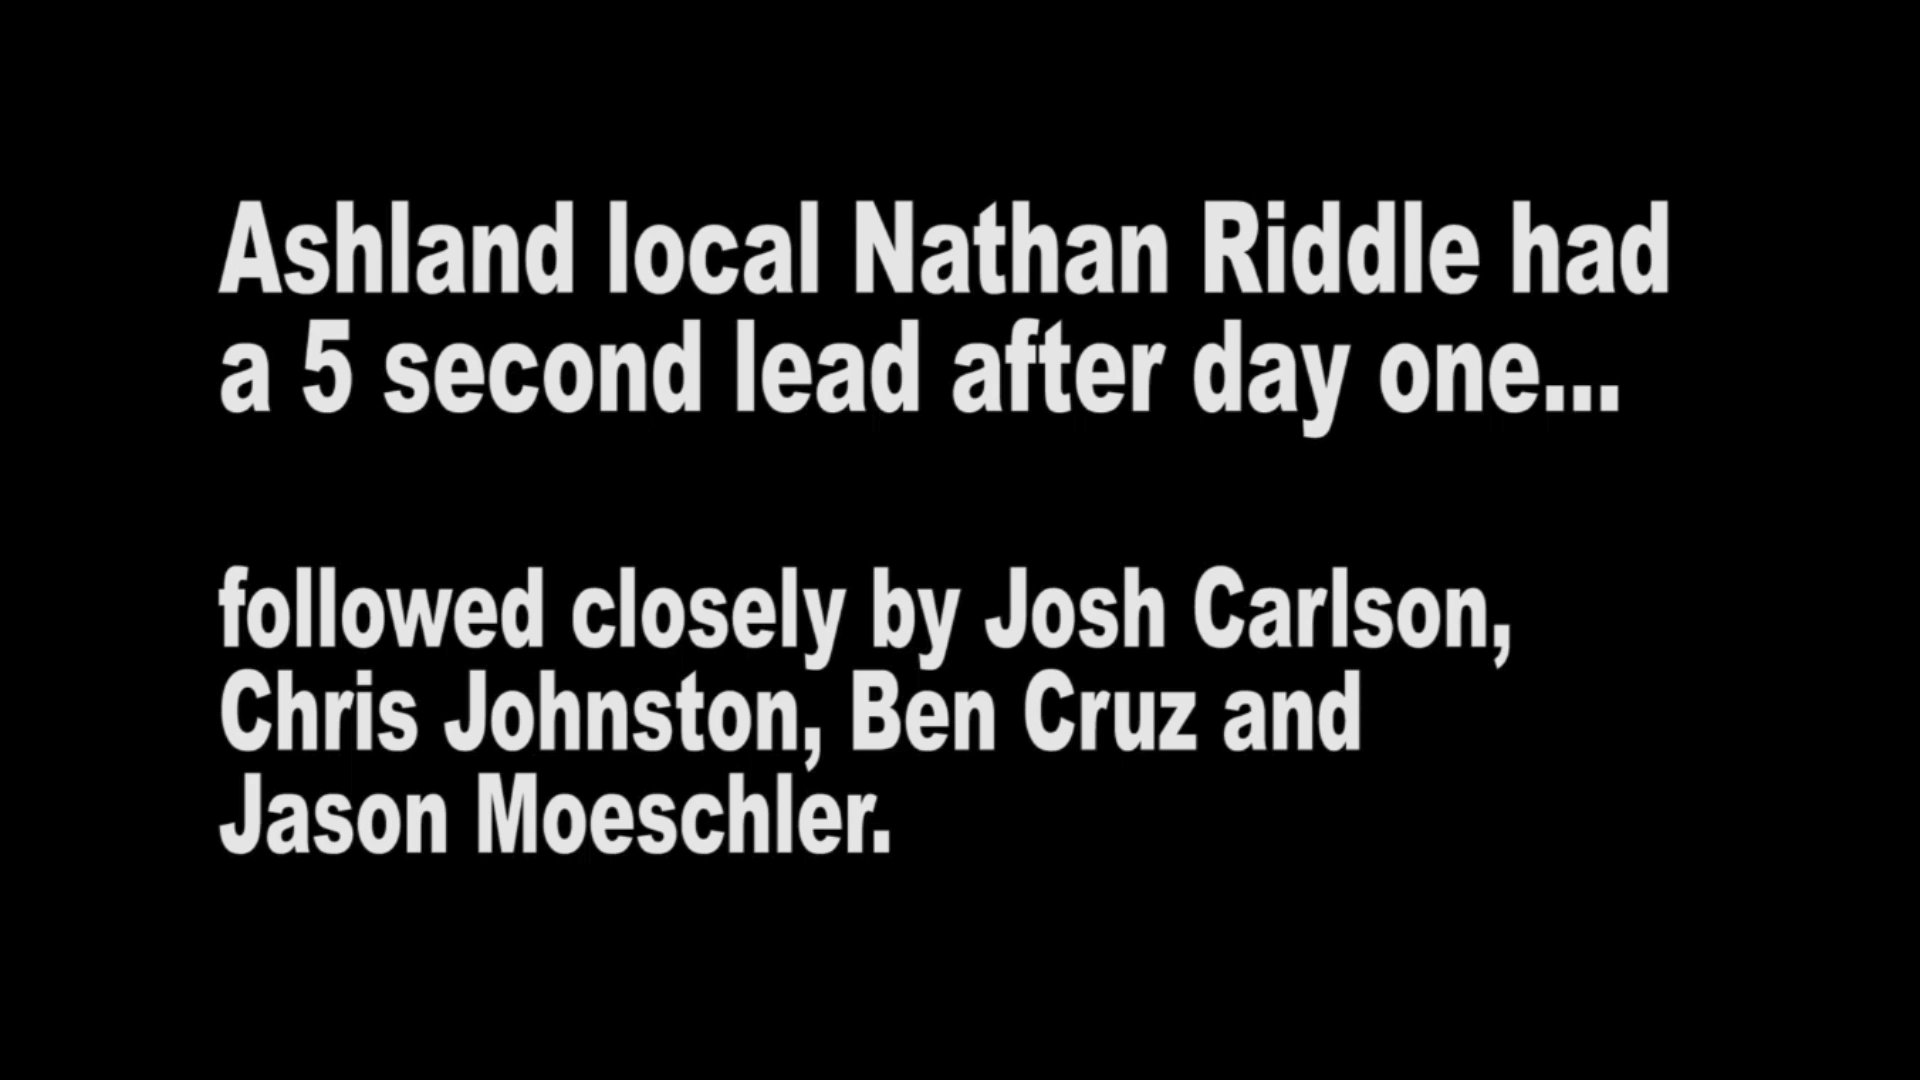 Ashland local Nathan Riddle had
a 5 second lead after day one...
followed closely by Josh Carlson,
Chris Johnston, Ben Cruz and
Jason Moeschler.